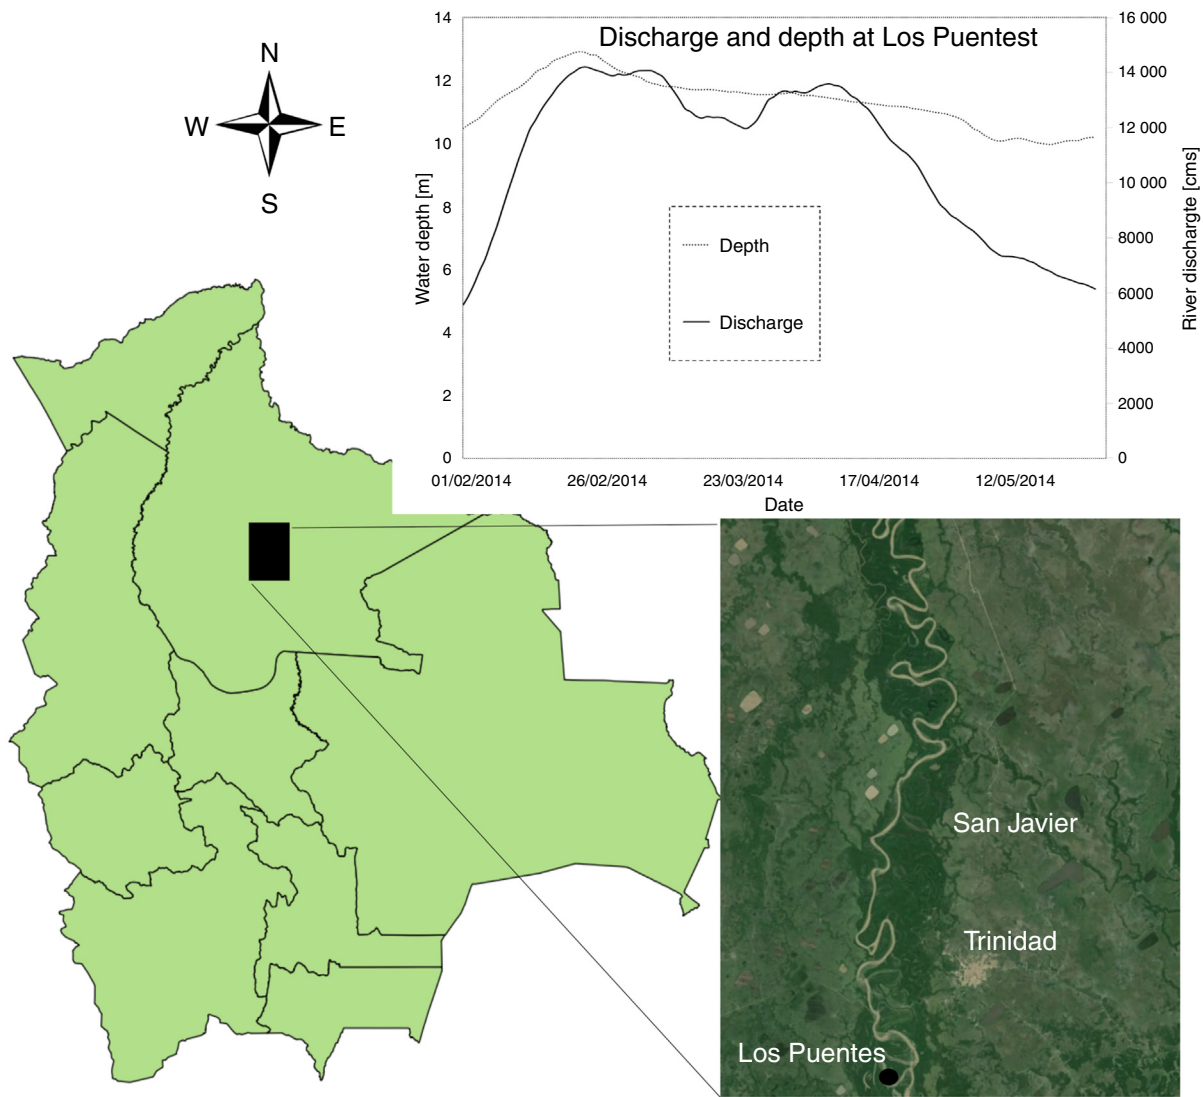 N
W E
S
Discharge and depth at Los Puentest
14
12
10
8
6
4
2
0
Water depth [m]
16 000
14 000
12 000
10 000
8000
6000
4000
2000
0
River dischargte [cms]
Depth
Discharge
01/02/2014 26/02/2014 23/03/2014 17/04/2014 12/05/2014
Date
San Javier
Trinidad
Los Puentes